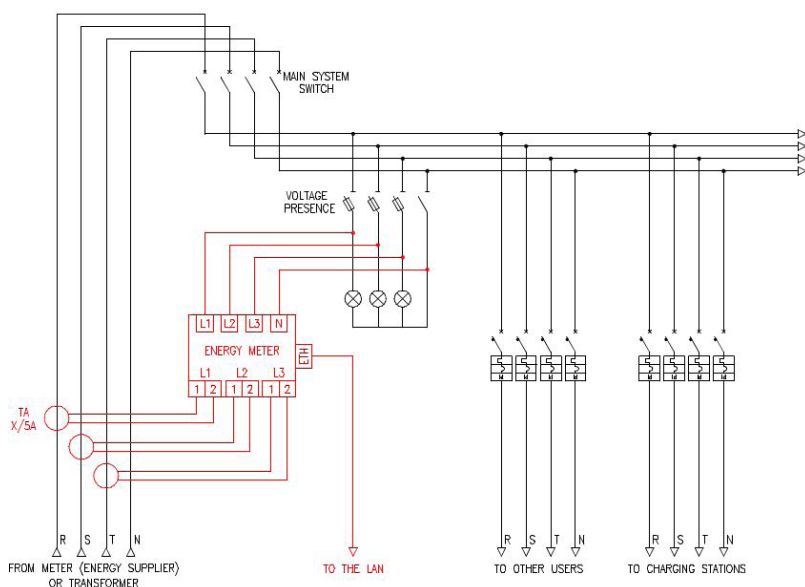 MAIN SYSTEM
SWITCH
VOLTAGE
PRESENCE
L1 L2 L3 N
ENERGY METER
ETH
L1 L2 L3
1 2 1 2 1 2
TA
X/5A
R S T N
R S T N
R S T N
FROM METER (ENERGY SUPPLIER)
OR TRANSFORMER
TO THE LAN
TO OTHER USERS
TO CHARGING STATIONS